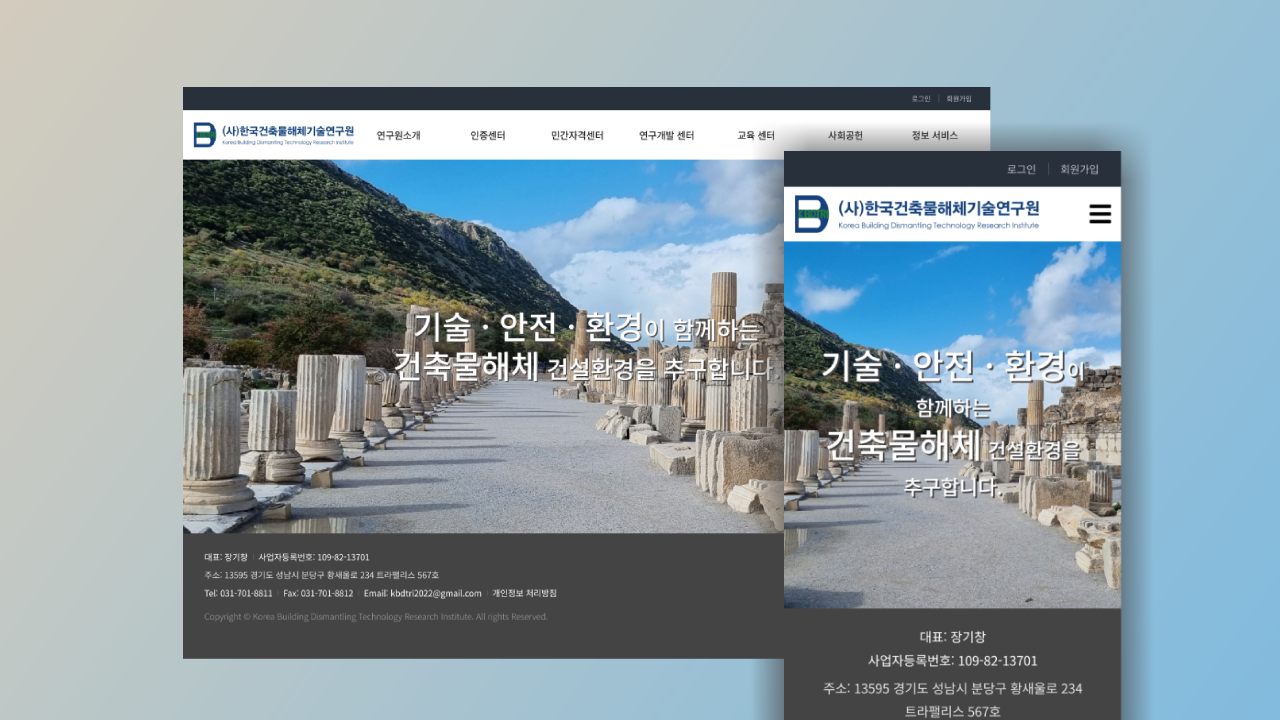 로그인 | 회원가입
(사)한국건축물해체기술연구원
Korea Building Dismantling Technology Research Institute
연구원소개 인증센터 민간자격센터 연구개발 센터 교육 센터 사회공헌 정보 서비스
기술 · 안전 · 환경이 함께하는
건축물해체 건설환경을 추구합니다
대표: 장기창 | 사업자등록번호: 109-82-13701
주소: 13595 경기도 성남시 분당구 황새울로 234 트라팰리스 567호
Tel: 031-701-8811 | Fax: 031-701-8812 | Email: kbdtri2022@gmail.com | 개인정보 처리방침
Copyright © Korea Building Dismantling Technology Research Institute. All rights Reserved.
로그인 | 회원가입
(사)한국건축물해체기술연구원
Korea Building Dismantling Technology Research Institute
기술 · 안전 · 환경이
함께하는
건축물해체 건설환경을
추구합니다.
대표: 장기창
사업자등록번호: 109-82-13701
주소: 13595 경기도 성남시 분당구 황새울로 234
트라팰리스 567호